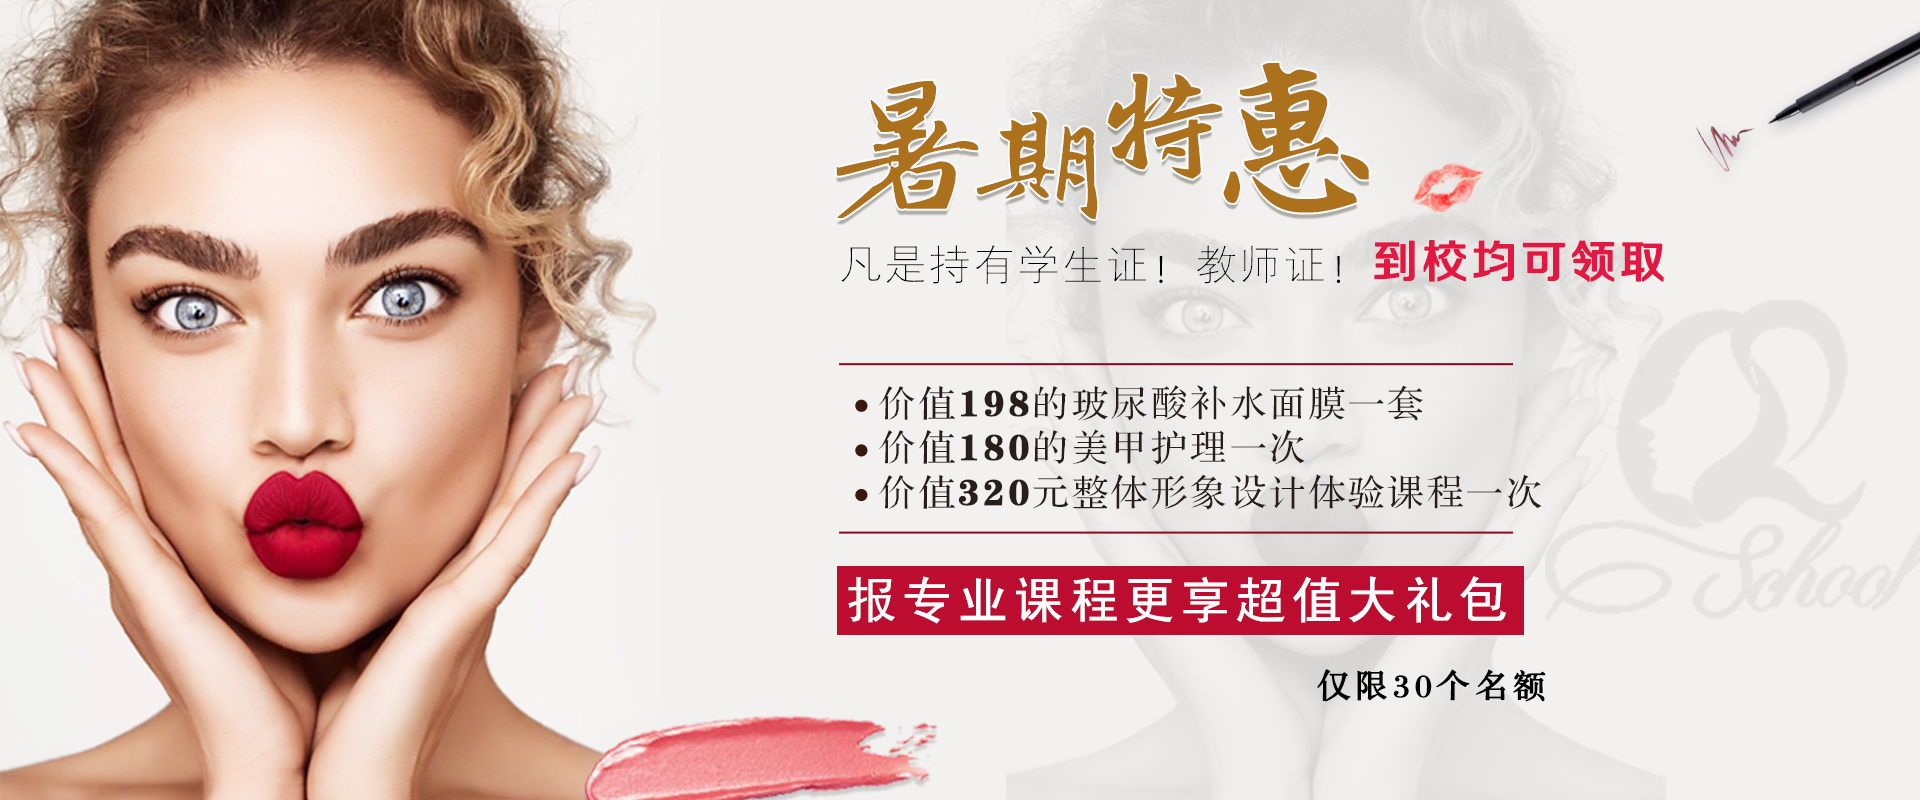 暑期特惠
凡是持有学生证！教师证！到校均可领取
•价值198的玻尿酸补水面膜一套
•价值180的美甲护理一次
•价值320元整体形象设计体验课程一次
School
报专业课程更享超值大礼包
仅限30个名额